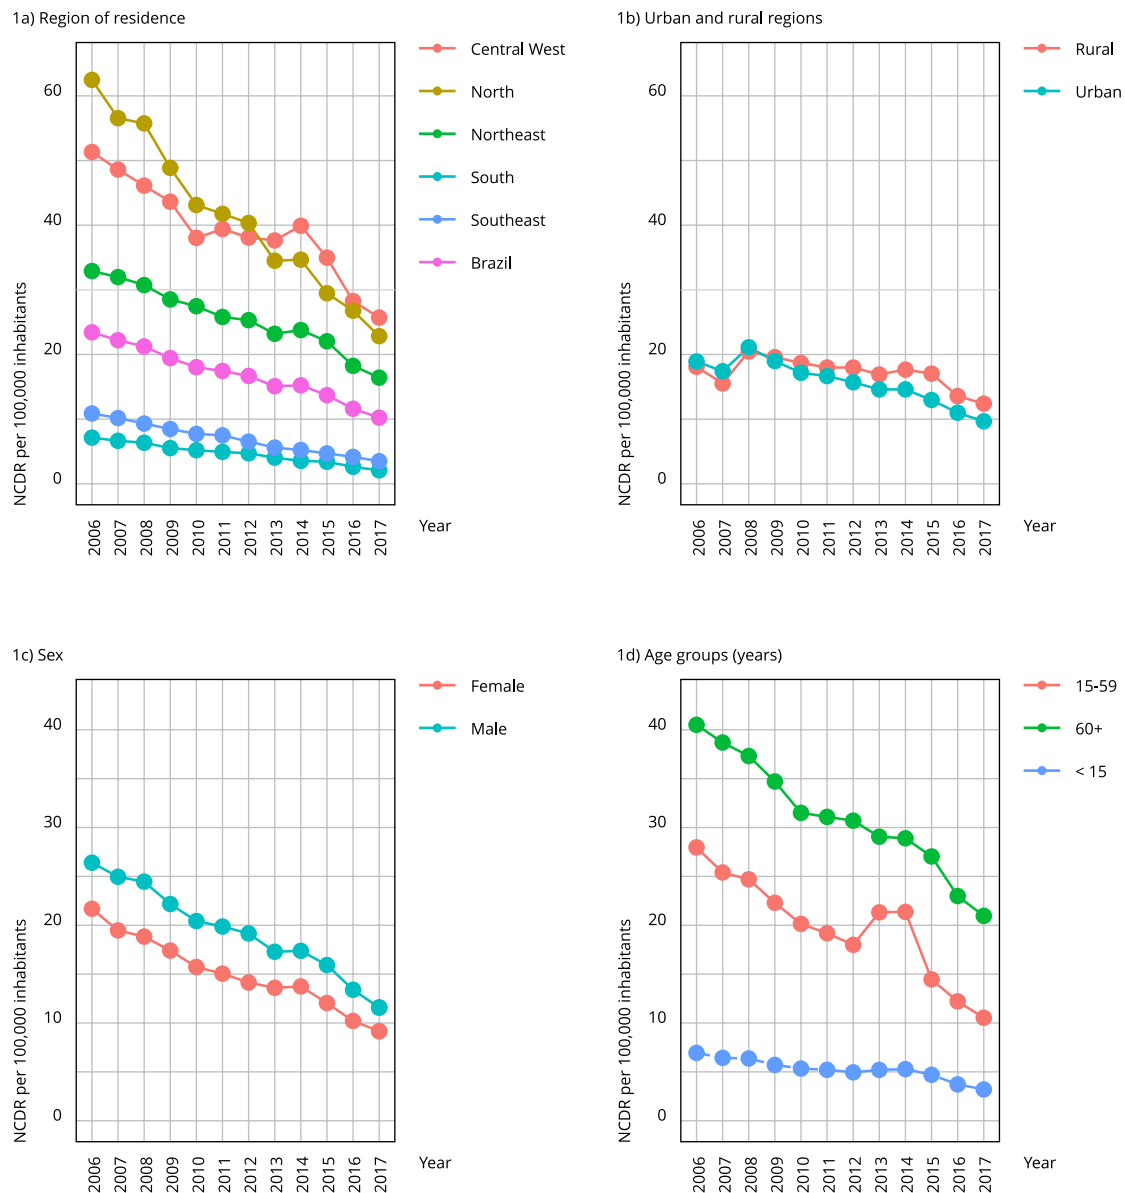 1a) Region of residence
NCDR per 100,000 inhabitants
60
40
20
0
2006 2007 2008 2009 2010 2011 2012 2013 2014 2015 2016 2017
Year
Central West
North
Northeast
South
Southeast
Brazil
1b) Urban and rural regions
NCDR per 100,000 inhabitants
60
40
20
0
2006 2007 2008 2009 2010 2011 2012 2013 2014 2015 2016 2017
Year
Rural
Urban
1c) Sex
NCDR per 100,000 inhabitants
40
30
20
10
0
2006 2007 2008 2009 2010 2011 2012 2013 2014 2015 2016 2017
Year
Female
Male
1d) Age groups (years)
NCDR per 100,000 inhabitants
40
30
20
10
0
2006 2007 2008 2009 2010 2011 2012 2013 2014 2015 2016 2017
Year
15-59
60+
< 15